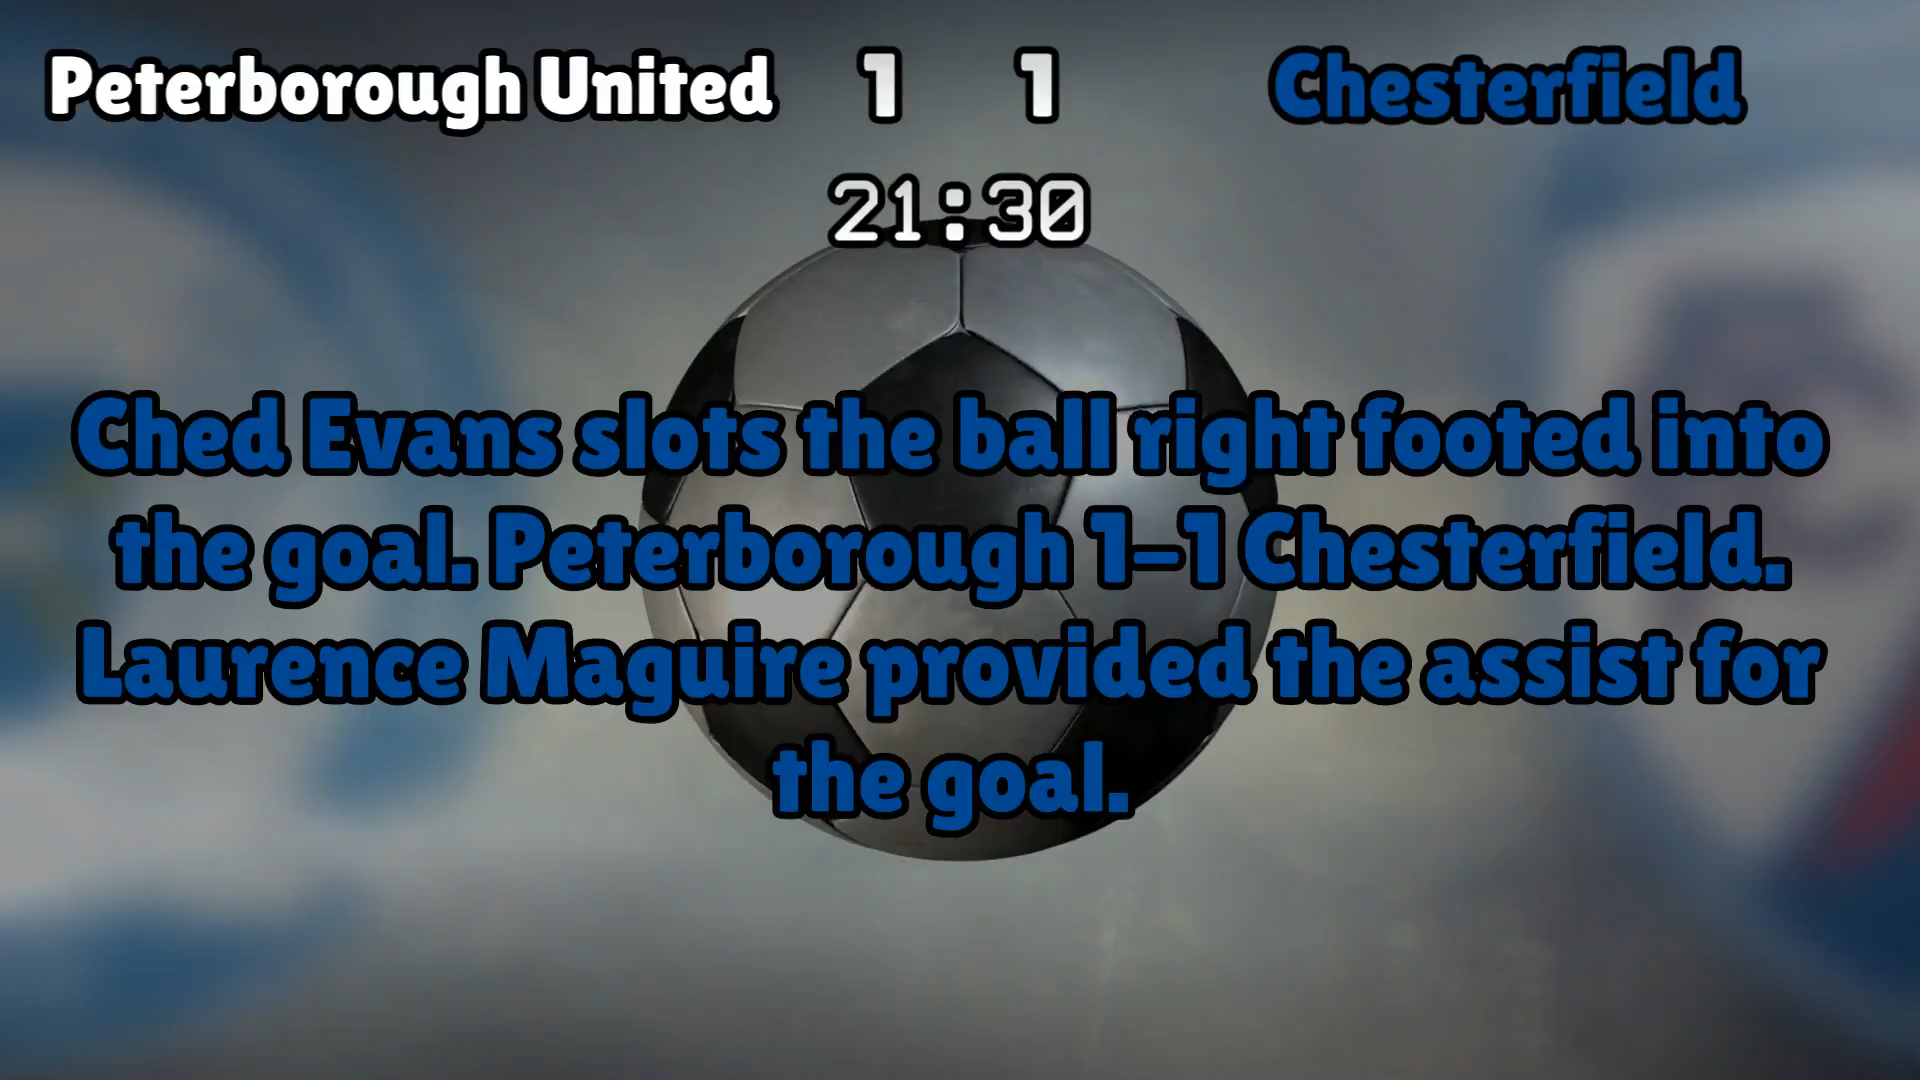 Peterborough United 1 1 Chesterfield
21:30
Ched Evans slots the ball right footed into
the goal. Peterborough 1-1 Chesterfield.
Laurence Maguire provided the assist for
the goal.